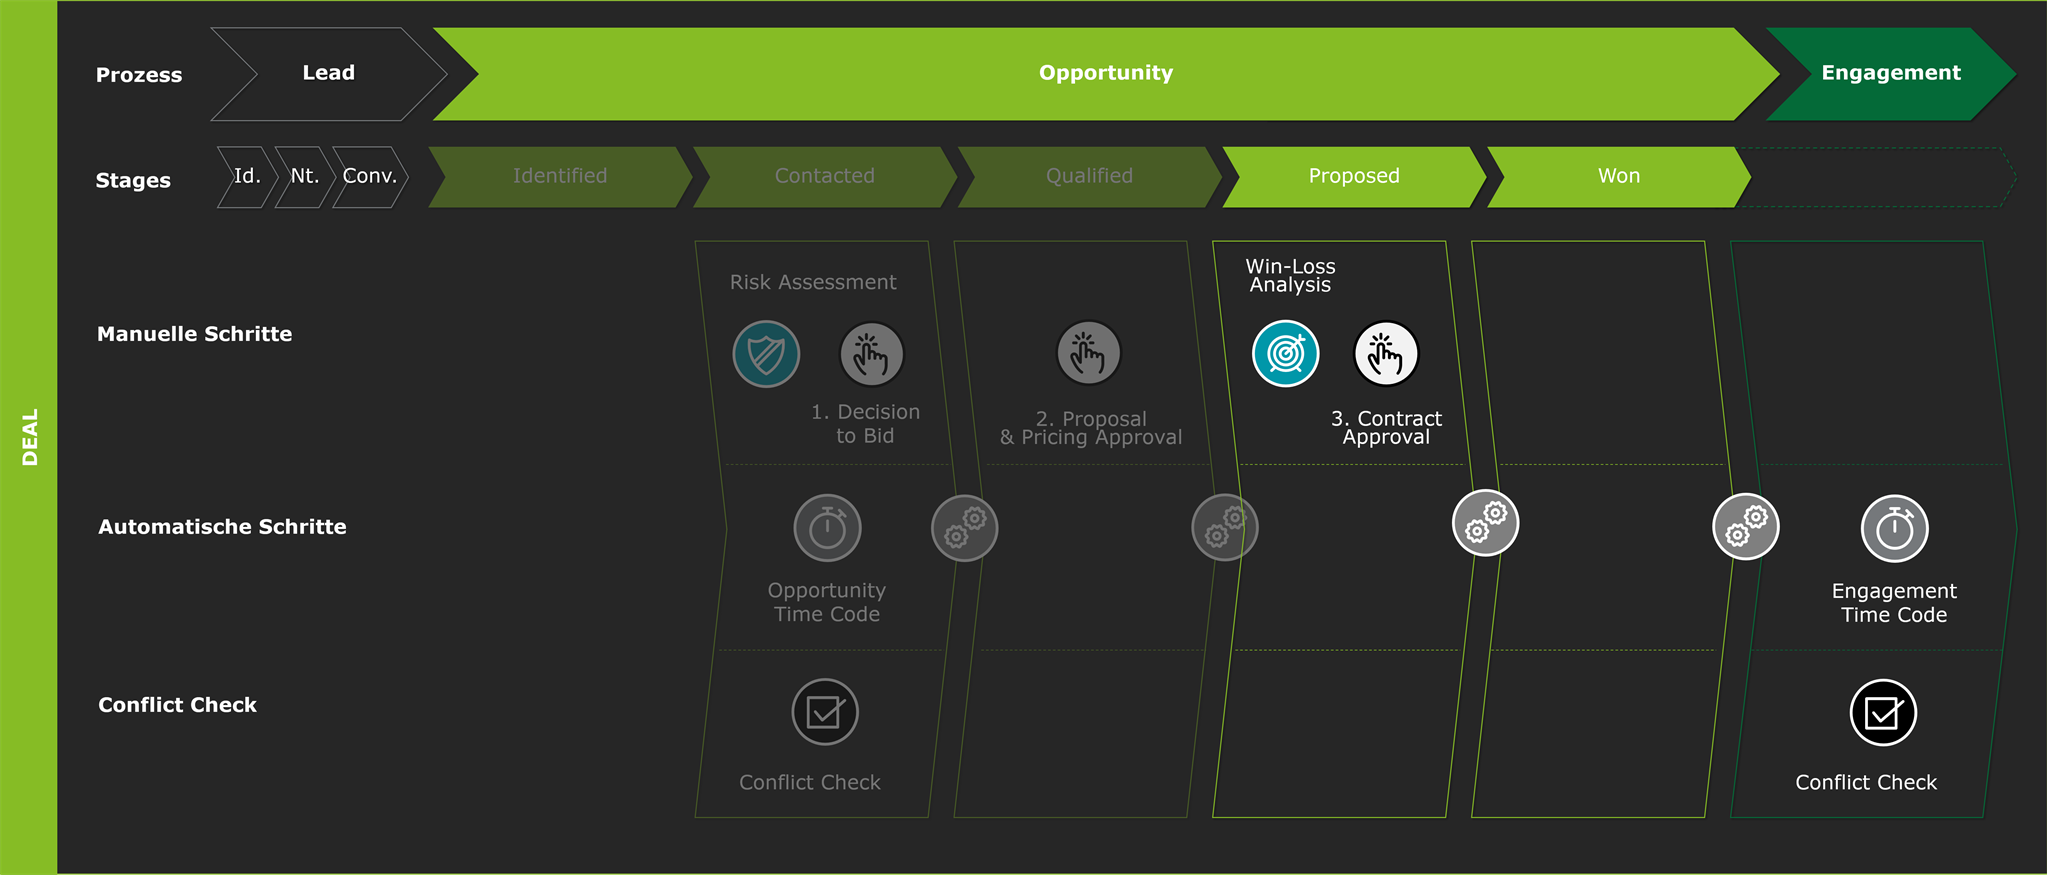 DEAL
Prozess
Lead
Opportunity
Engagement
Stages
Id.
Nt.
Conv.
Identified
Contacted
Qualified
Proposed
Won
Manuelle Schritte
Risk Assessment
1. Decision
to Bid
2. Proposal
& Pricing Approval
Win-Loss
Analysis
3. Contract
Approval
Automatische Schritte
Opportunity
Time Code
Engagement
Time Code
Conflict Check
Conflict Check
Conflict Check